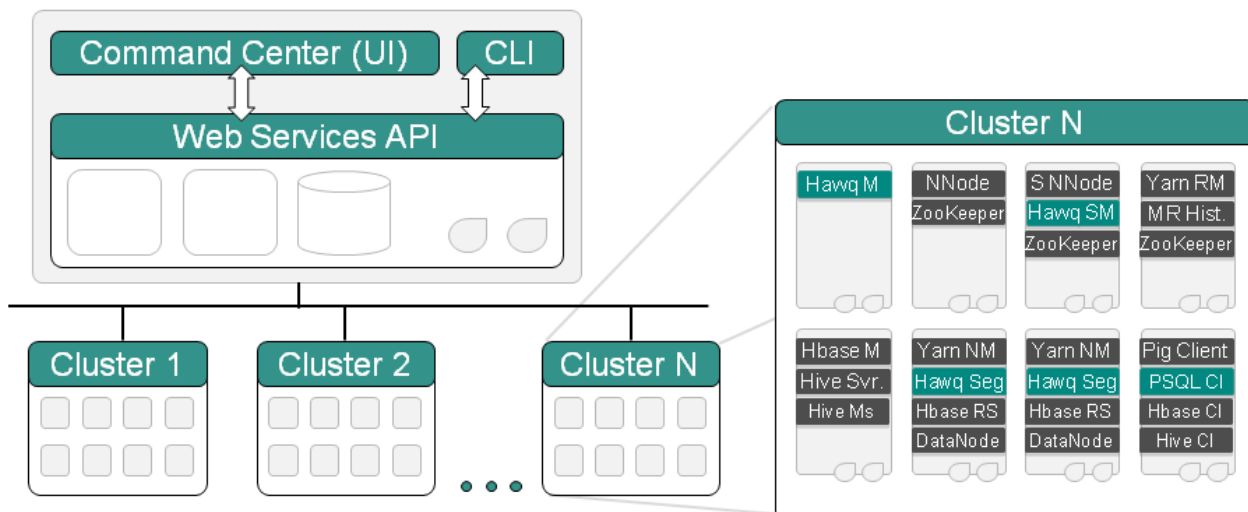 Command Center (UI)
CLI
Web Services API
Cluster 1
Cluster 2
Cluster N
Cluster N
Hawq M
NNode
ZooKeeper
S NNode
Hawq SM
ZooKeeper
Yarn RM
MR Hist.
ZooKeeper
Hbase M
Hive Svr.
Hive Ms
Yarn NM
Hawq Seg
Hbase RS
DataNode
Yarn NM
Hawq Seg
Hbase RS
DataNode
Pig Client
PSQL Cl
Hbase Cl
Hive Cl